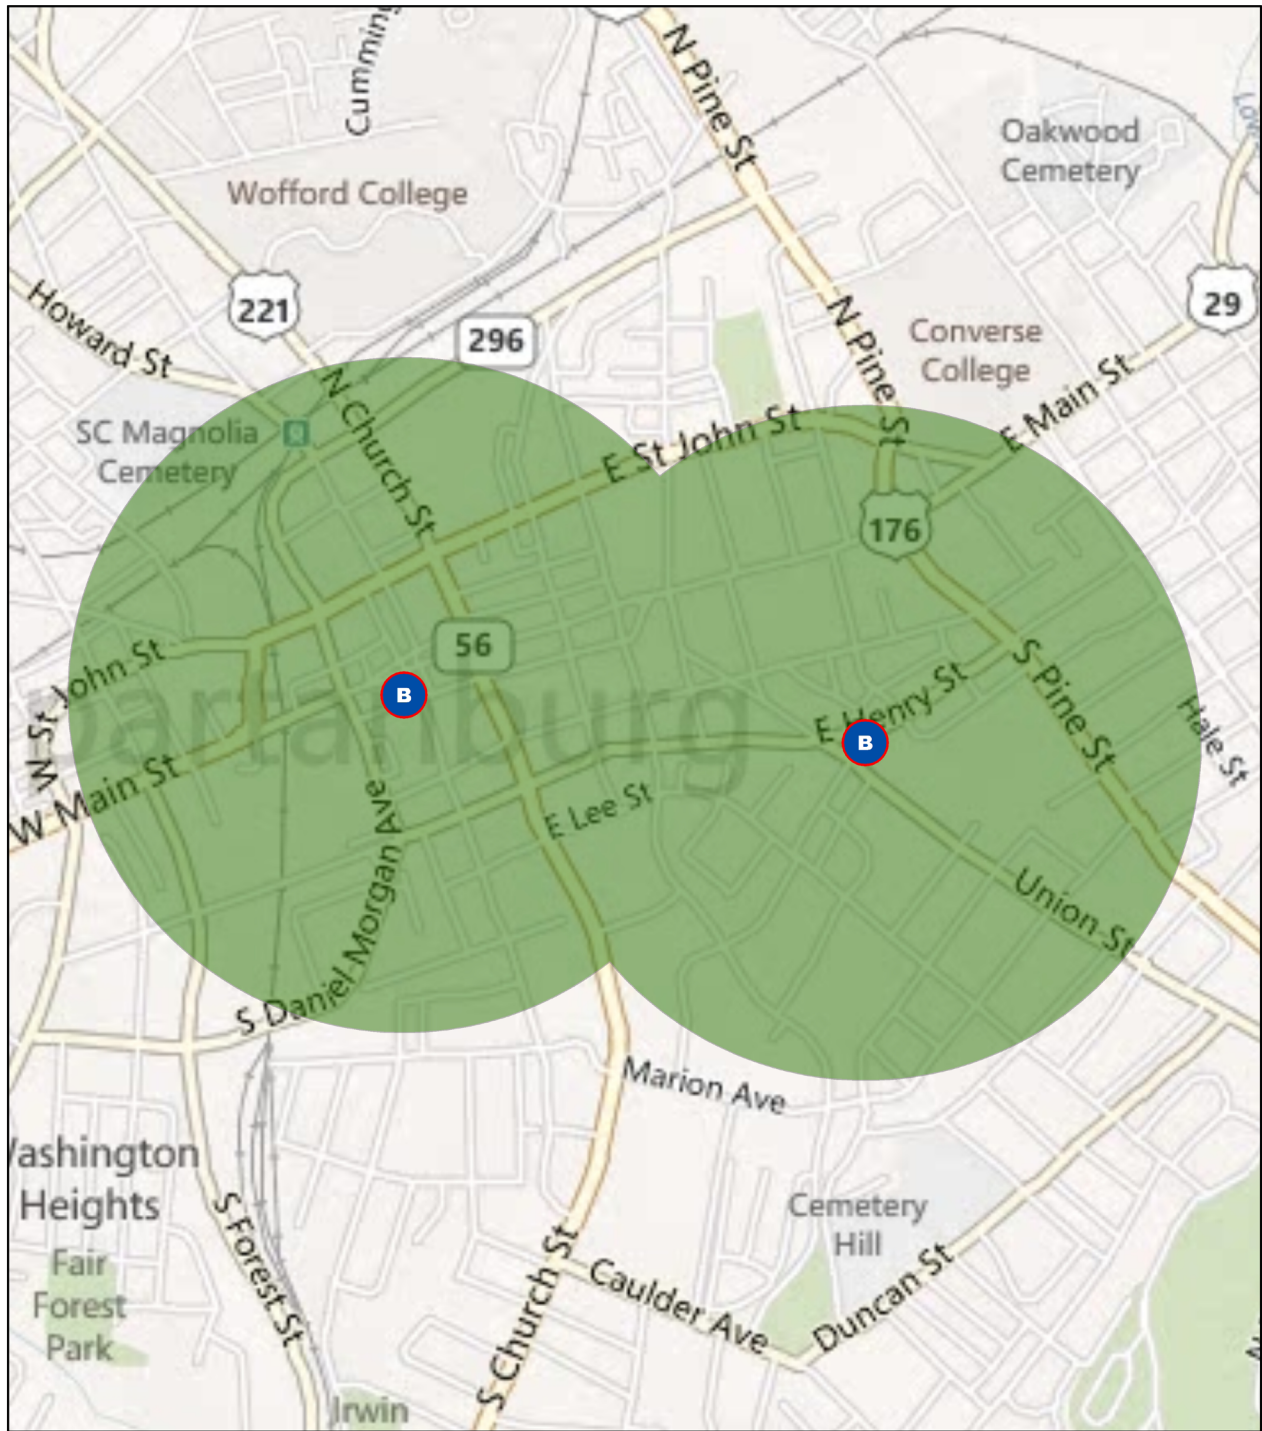 Cumming
N Pine St
Oakwood
Cemetery
Wofford College
Howard St
221
296
29
N Pine St
Converse
College
E Main St
N Church St
SC Magnolia
Cemetery
E St John St
176
56
W St John St
partanburg
B
S Pine St
E Henry St
B
Hale St
W Main St
E Lee St
S Daniel Morgan Ave
Union St
Marion Ave
Washington
Heights
S Forest St
Cemetery
Hill
Fair
Forest
Park
S Church St
Caulder Ave
Duncan St
Irwin